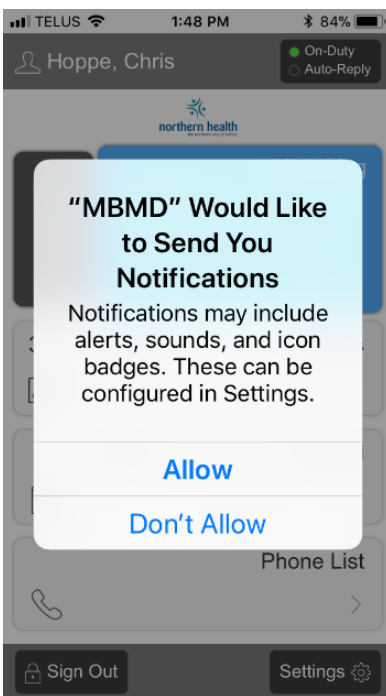 TELUS 1:48 PM 84%
Hoppe, Chris
On-Duty
Auto-Reply
northern health
“MBMD” Would Like
to Send You
Notifications
Notifications may include
alerts, sounds, and icon
badges. These can be
configured in Settings.
Allow
Don’t Allow
Phone List
Sign Out
Settings